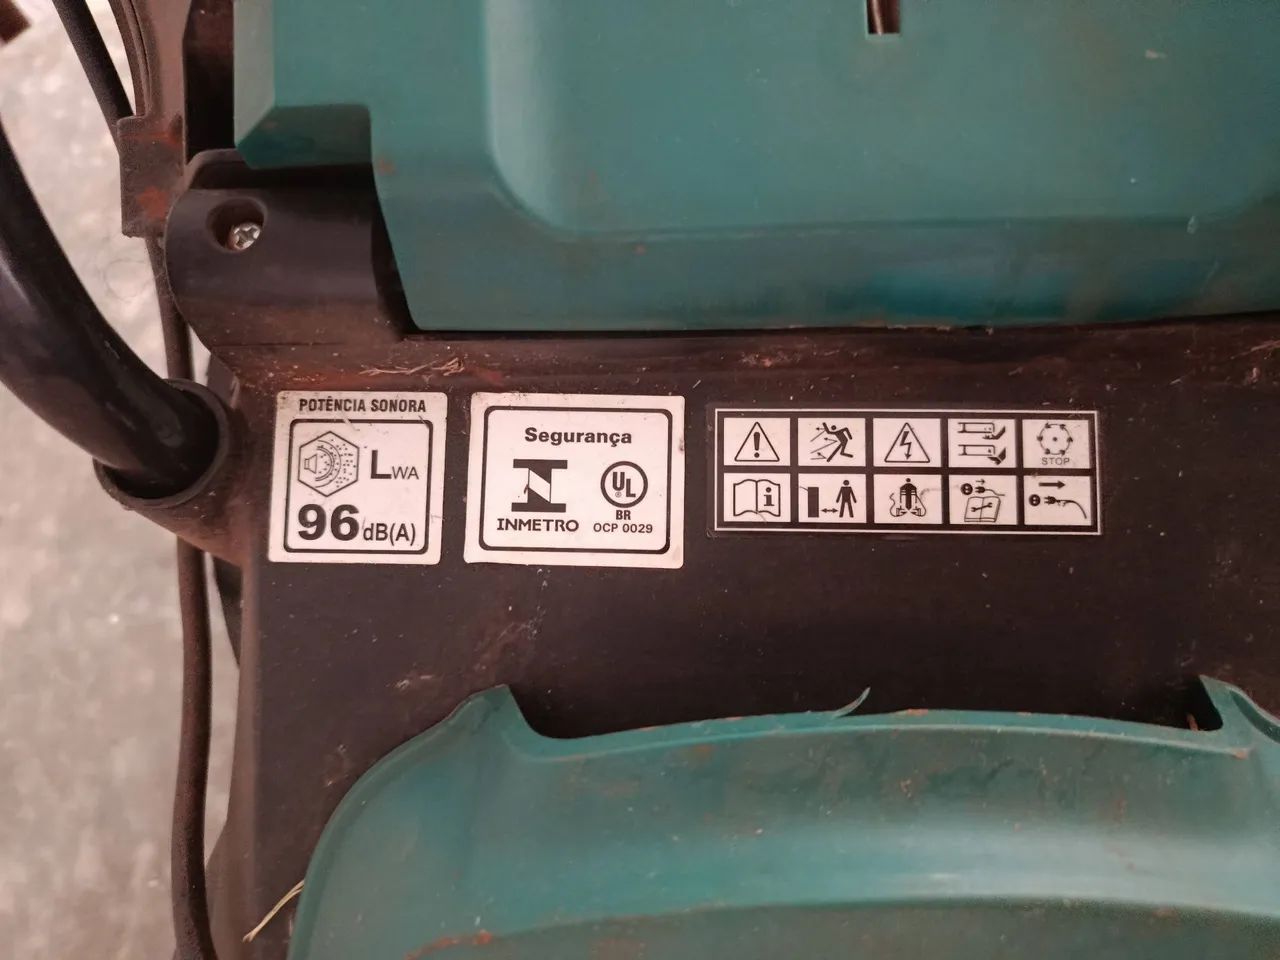 POTÊNCIA SONORA
LWA
96 dB(A)
Segurança
UL
®
BR
INMETRO
OCP 0029
STOP
i